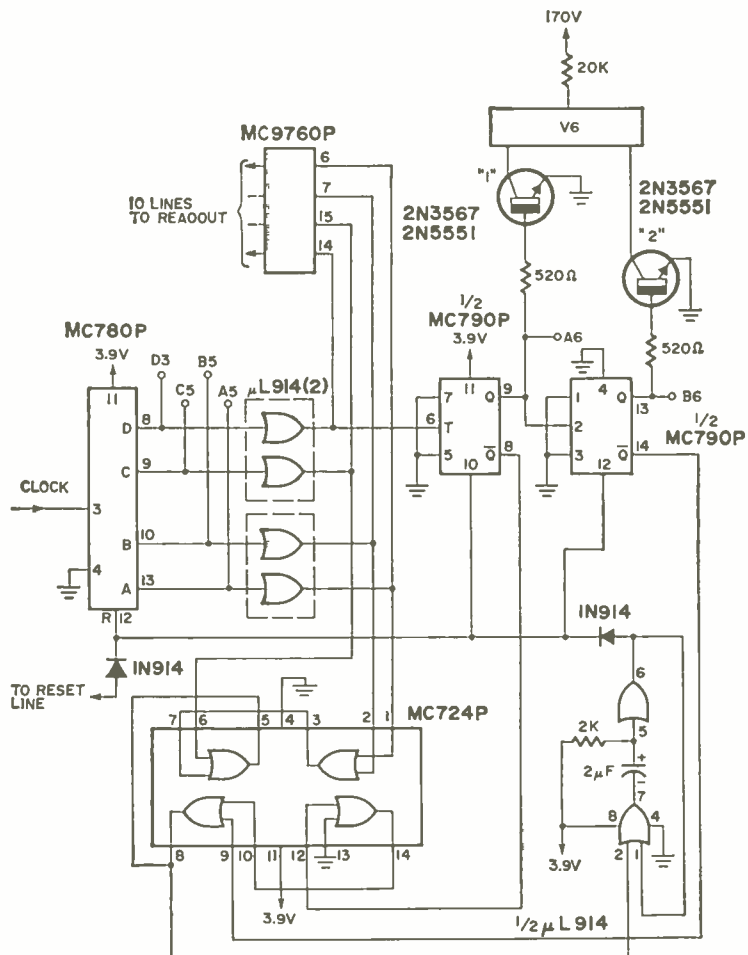 170V
20K
V6
MC9760P
6
7
15
14
10 LINES
TO READOUT
"1"
2N3567
2N5551
2N3567
2N5551
"2"
520Ω
520Ω
MC780P
3.9V
11
D3
C5
B5
A5
μL914(2)
1/2
MC790P
3.9V
A6
B6
1/2
MC790P
8
D
9
C
10
B
13
A
CLOCK
3
4
R
12
7
11
9
Q
6
T
8
Q
5
10
1
4
Q
13
2
14
Q
3
12
IN914
IN914
TO RESET
LINE
MC724P
7
6
5
4
3
2
1
8
9
10
11
12
13
14
3.9V
6
5
2K
2μF
+
−
7
8
4
2
1
3.9V
1/2 μL914